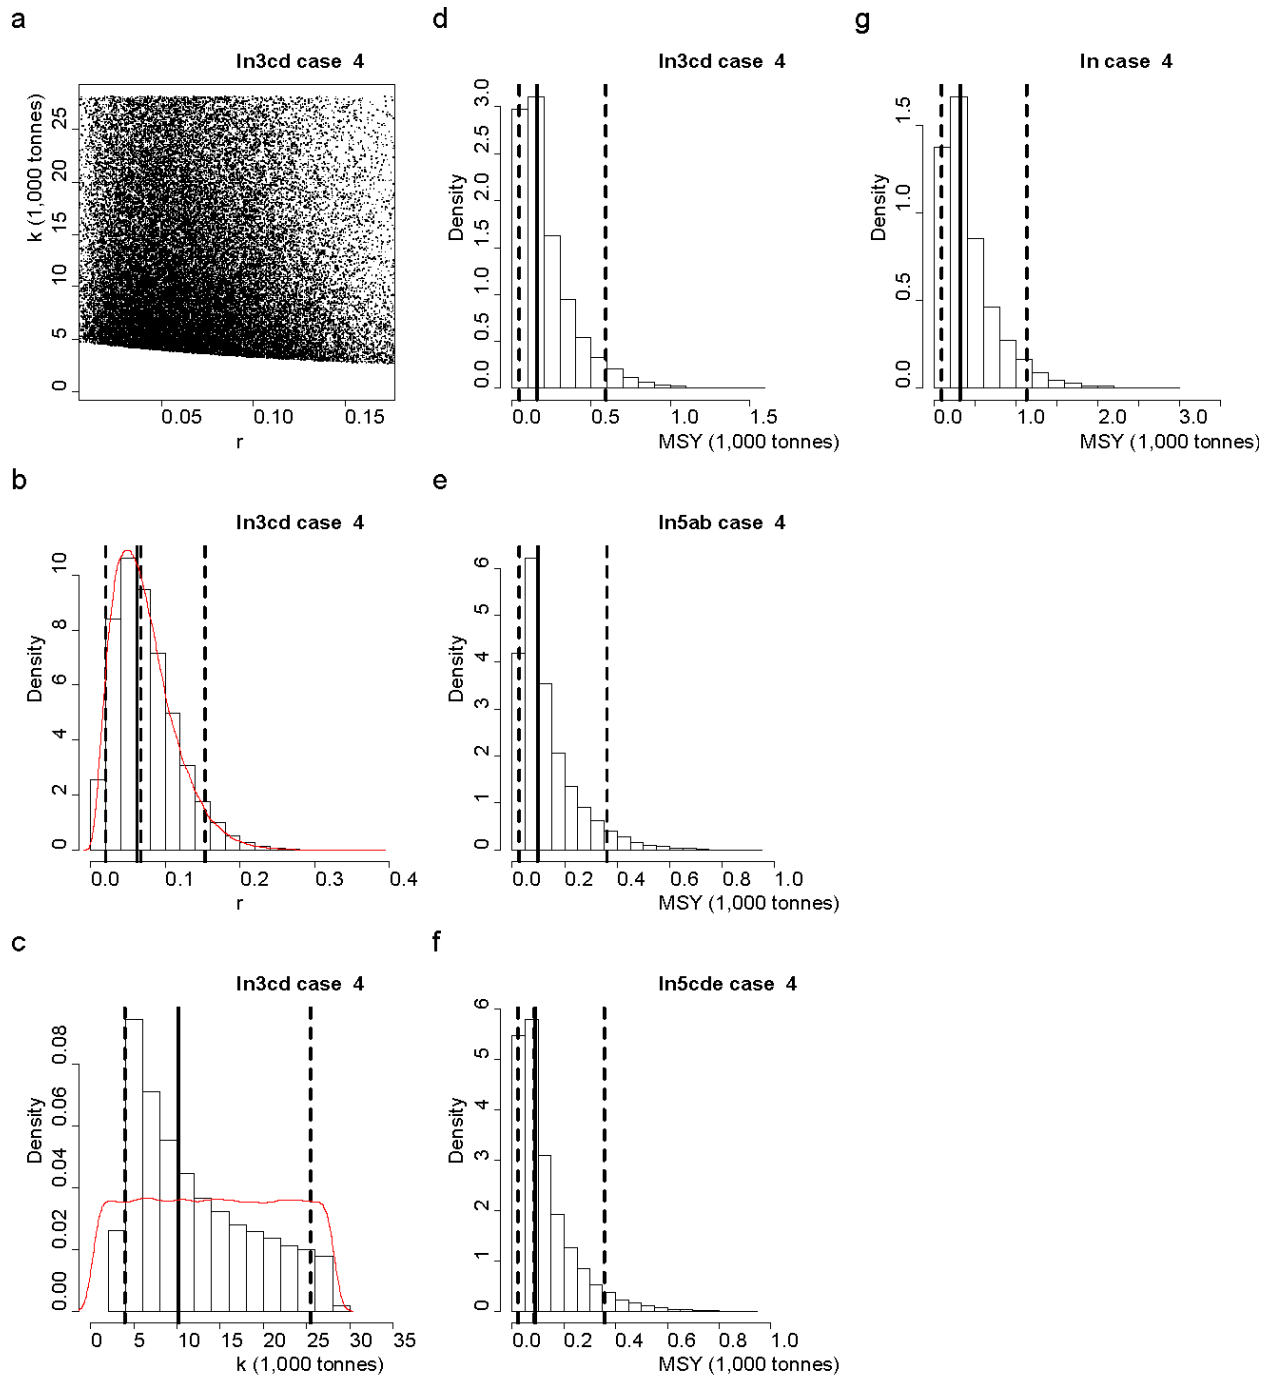 a
In3cd case 4
k (1,000 tonnes)
25
20
15
10
5
0
0.05 0.10 0.15
r
b
In3cd case 4
Density
10
8
6
4
2
0
0.0 0.1 0.2 0.3 0.4
r
c
In3cd case 4
Density
0.08
0.06
0.04
0.02
0.00
0 5 10 15 20 25 30 35
k (1,000 tonnes)
d
In3cd case 4
Density
3.0
2.5
2.0
1.5
1.0
0.5
0.0
0.0 0.5 1.0 1.5
MSY (1,000 tonnes)
e
In5ab case 4
Density
6
5
4
3
2
1
0
0.0 0.2 0.4 0.6 0.8 1.0
MSY (1,000 tonnes)
f
In5cde case 4
Density
6
5
4
3
2
1
0
0.0 0.2 0.4 0.6 0.8 1.0
MSY (1,000 tonnes)
g
In case 4
Density
1.5
1.0
0.5
0.0
0.0 1.0 2.0 3.0
MSY (1,000 tonnes)